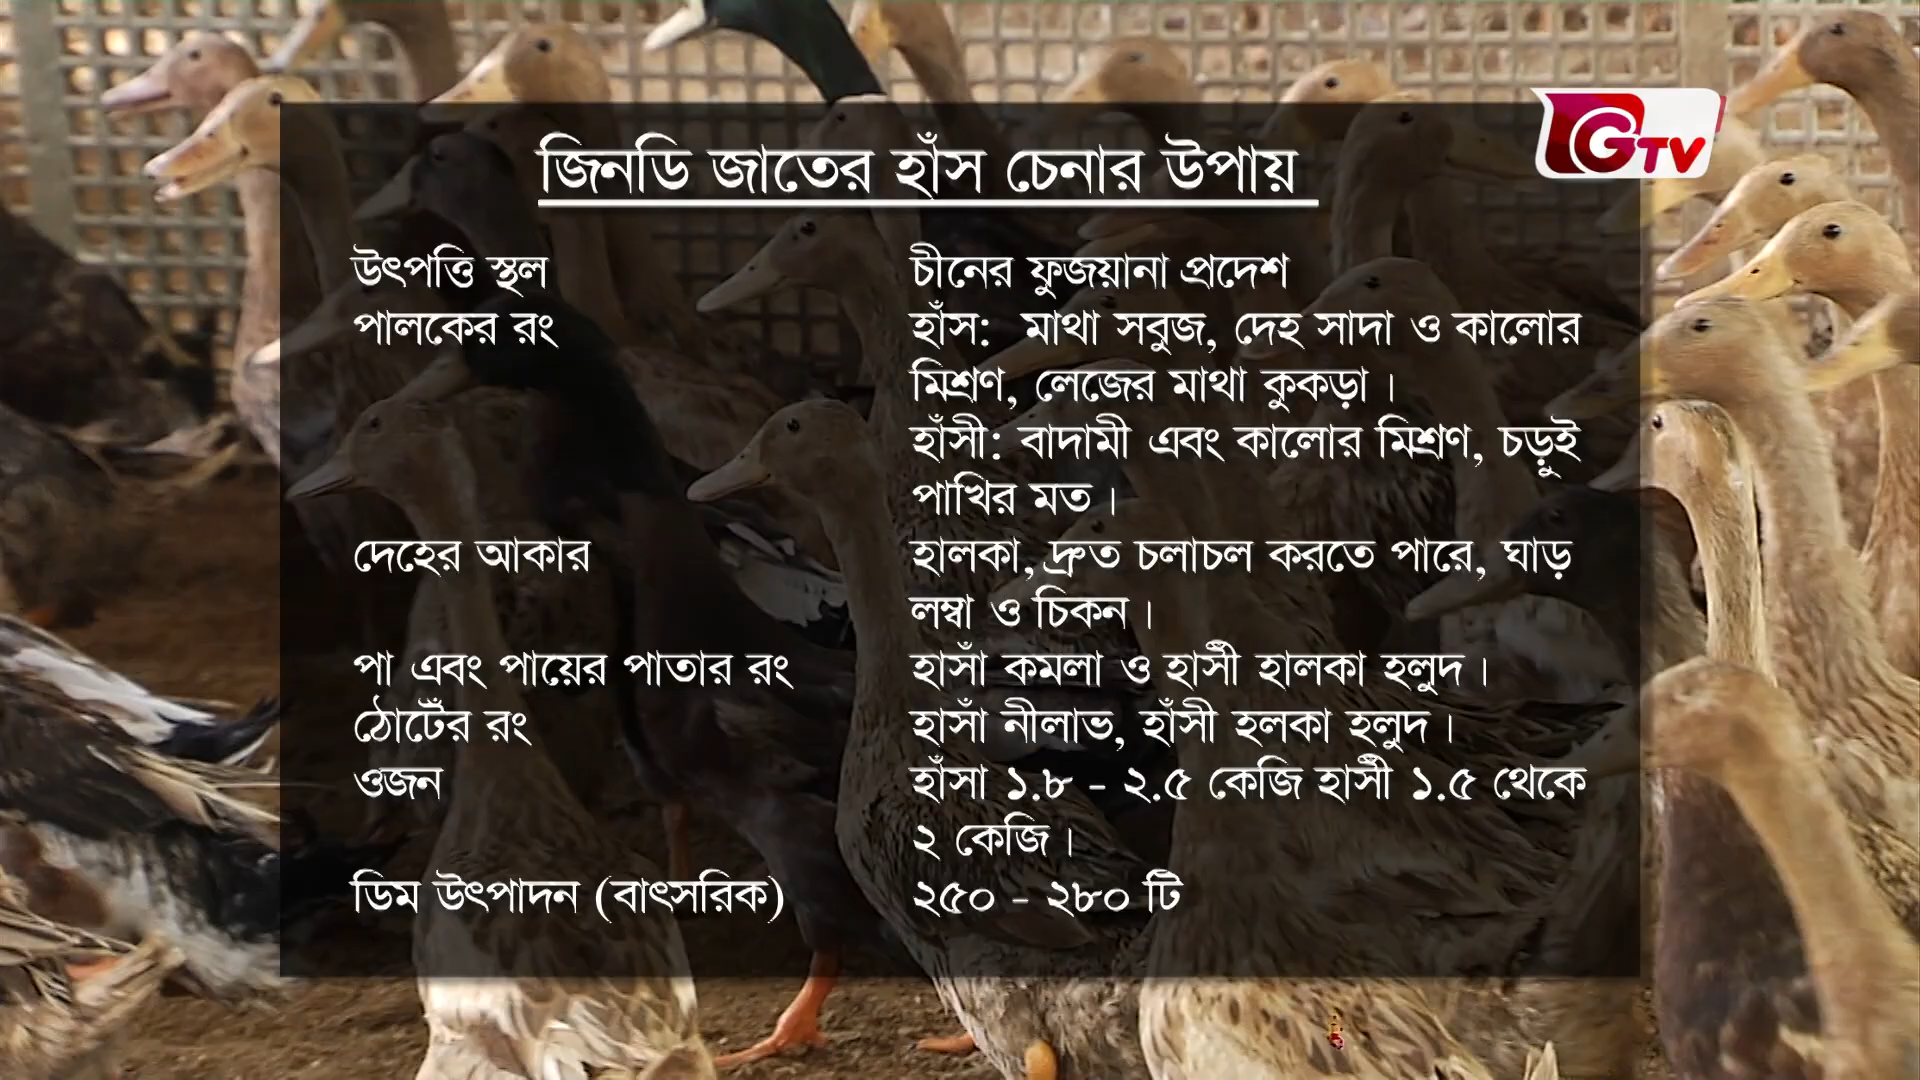 জিনডি জাতের হাঁস চেনার উপায়
GTV
উৎপত্তি স্থল চীনের ফুজয়ানা প্রদেশ
পালকের রং হাঁস: মাথা সবুজ, দেহ সাদা ও কালোর
মিশ্রণ, লেজের মাথা কুকড়া।
হাঁসী: বাদামী এবং কালোর মিশ্রণ, চড়ুই
পাখির মত।
দেহের আকার হালকা, দ্রুত চলাচল করতে পারে, ঘাড়
লম্বা ও চিকন।
পা এবং পায়ের পাতার রং হাসাঁ কমলা ও হাসীঁ হালকা হলুদ।
ঠোটেঁর রং হাসাঁ নীলাভ, হাঁসী হলকা হলুদ।
ওজন হাঁসা ১.৮ - ২.৫ কেজি হাসীঁ ১.৫ থেকে
২ কেজি।
ডিম উৎপাদন (বাৎসরিক) ২৫০ - ২৮০ টি